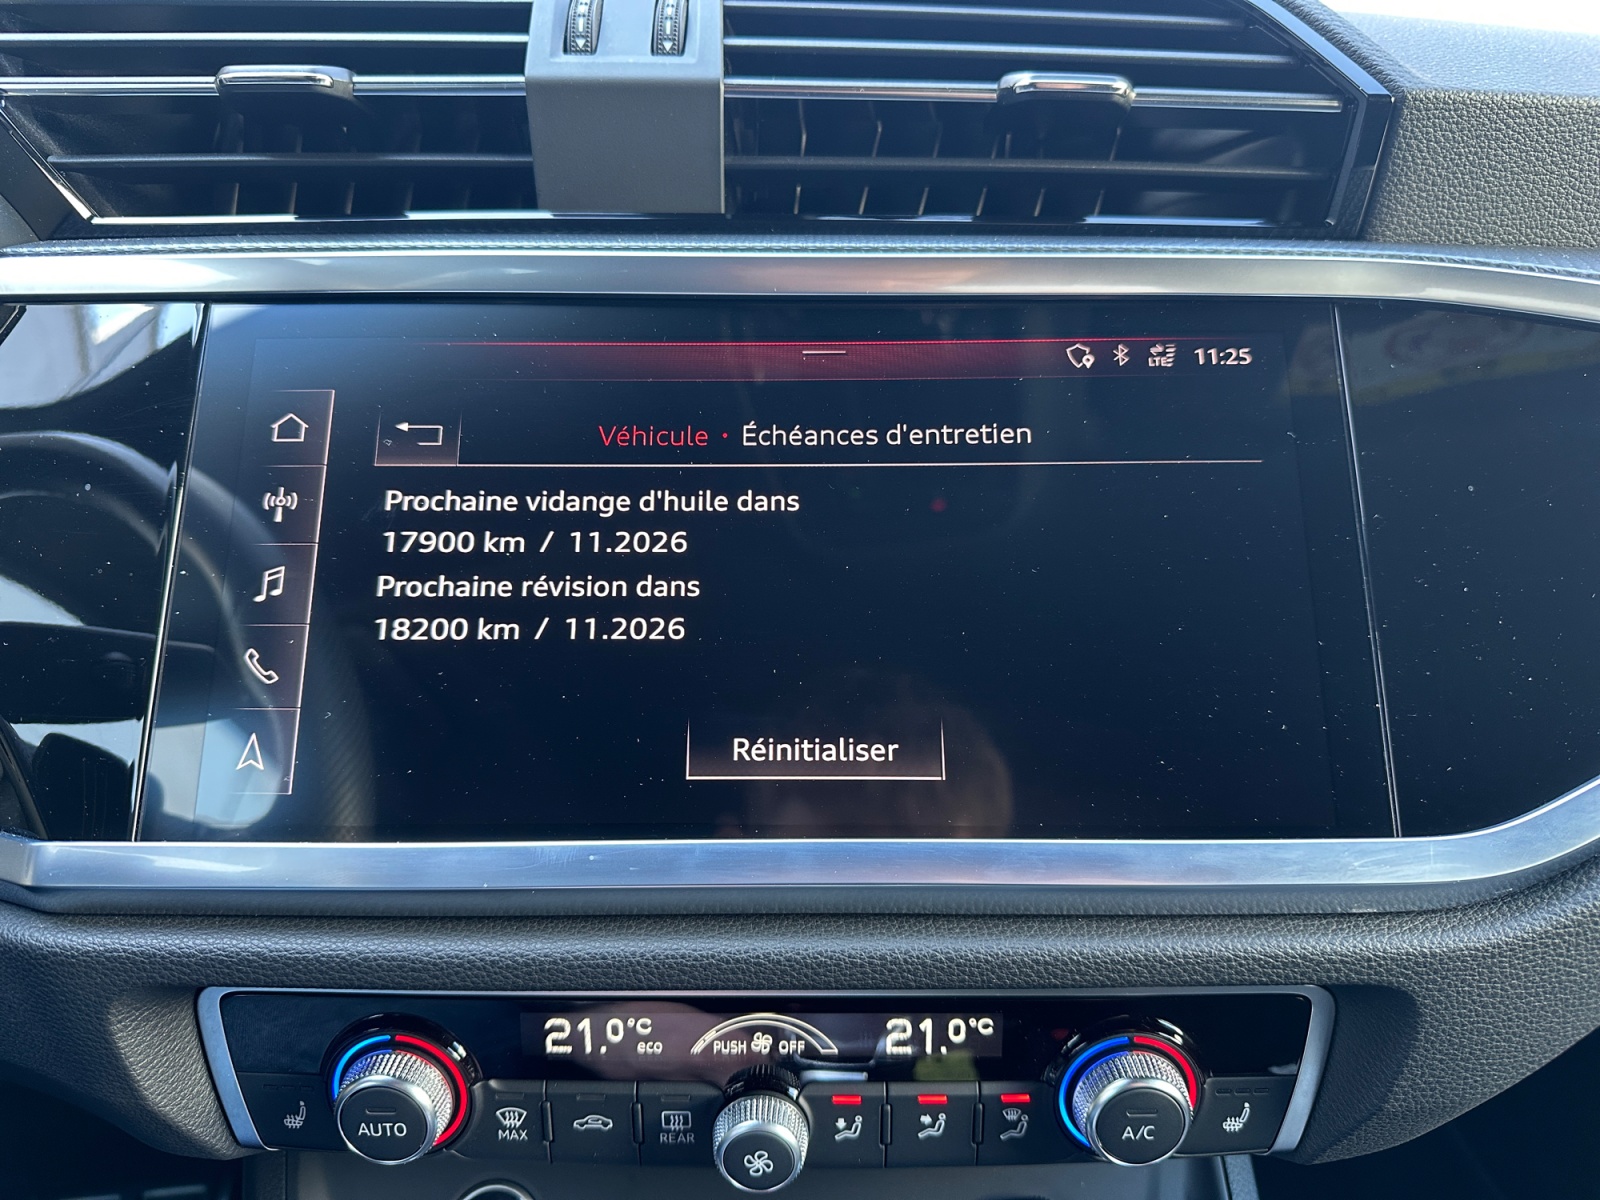 LTE 11:25
Véhicule • Échéances d'entretien
Prochaine vidange d'huile dans
17900 km / 11.2026
Prochaine révision dans
18200 km / 11.2026
Réinitialiser
21.0°C eco PUSH OFF 21.0°C
AUTO MAX REAR A/C